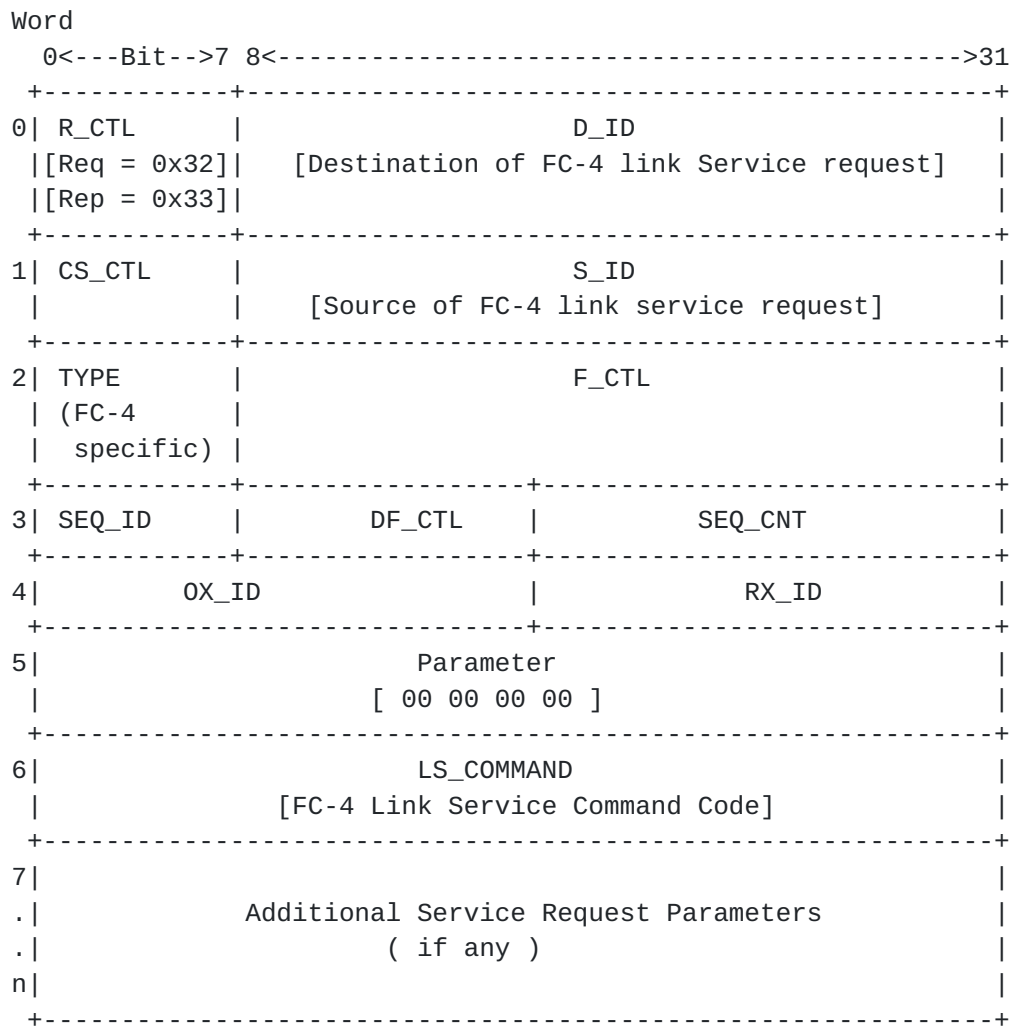 Word
  0<---Bit-->7 8<-------------------------------------------->31
 +------------+------------------------------------------------+
0| R_CTL      |                     D_ID                       |
 |[Req = 0x32]|   [Destination of FC-4 link Service request]   |
 |[Rep = 0x33]|                                                |
 +------------+------------------------------------------------+
1| CS_CTL     |                     S_ID                       |
 |            |    [Source of FC-4 link service request]       |
 +------------+------------------------------------------------+
2| TYPE       |                     F_CTL                      |
 | (FC-4      |                                                |
 |  specific) |                                                |
 +------------+------------------+-----------------------------+
3| SEQ_ID     |        DF_CTL    |          SEQ_CNT            |
 +------------+------------------+-----------------------------+
4|         OX_ID                 |             RX_ID           |
 +-------------------------------+-----------------------------+
5|                        Parameter                            |
 |                     [ 00 00 00 00 ]                         |
 +-------------------------------------------------------------+
6|                        LS_COMMAND                           |
 |               [FC-4 Link Service Command Code]              |
 +-------------------------------------------------------------+
7|                                                             |
.|             Additional Service Request Parameters           |
.|                      ( if any )                             |
n|                                                             |
 +-------------------------------------------------------------+